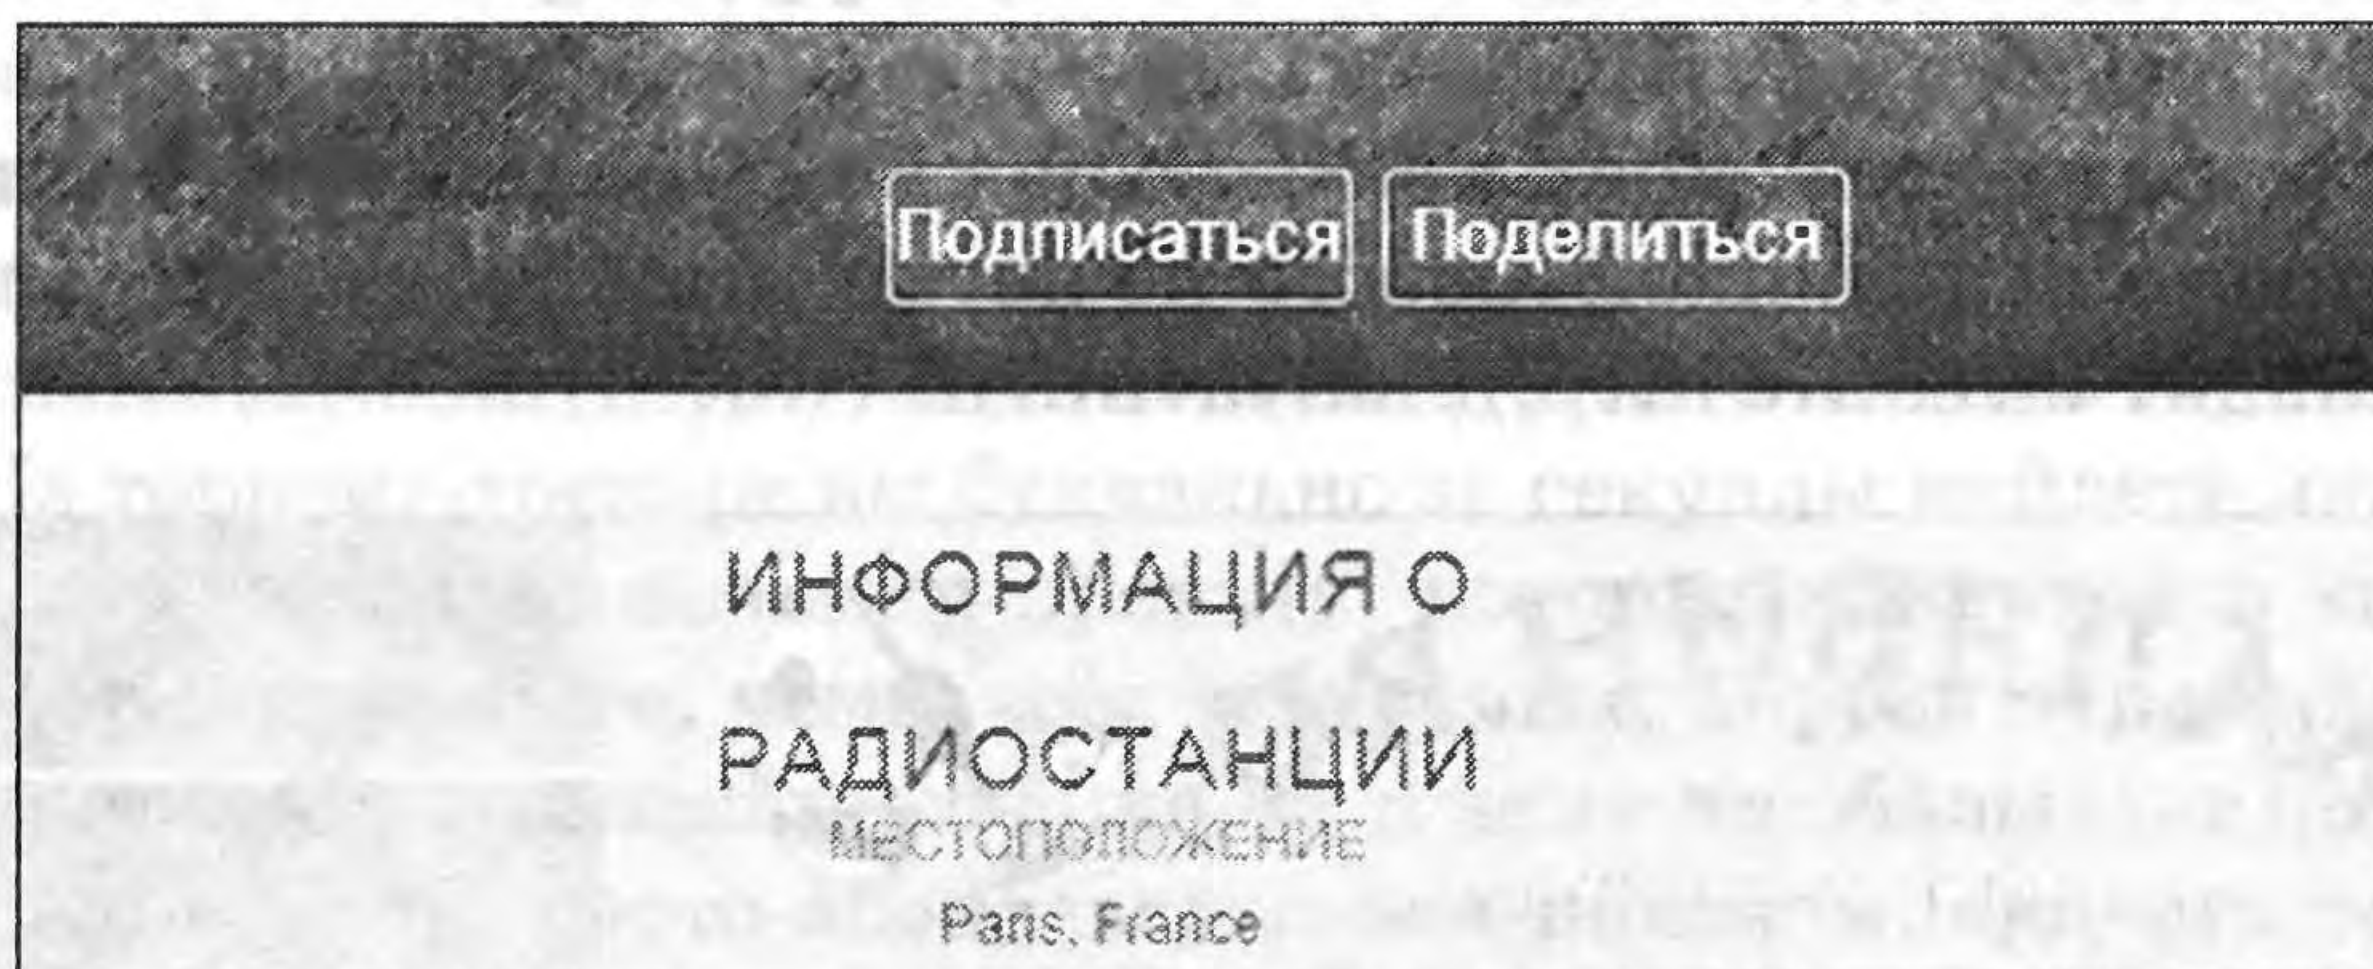 Подписаться Поделиться
ИНФОРМАЦИЯ О
РАДИОСТАНЦИИ
МЕСТОПОЛОЖЕНИЕ
Paris, France